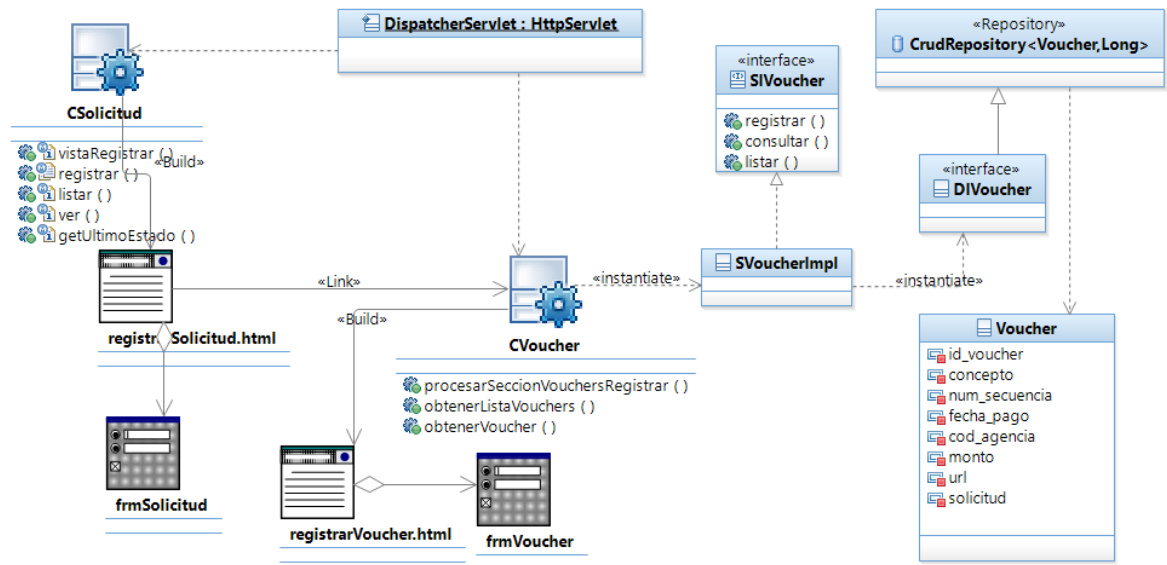 DispatcherServlet : HttpServlet
CSolicitud
vistaRegistrar ( )
registrar ( )
listar ( )
ver ( )
getUltimoEstado ( )
«Build»
registrarSolicitud.html
frmSolicitud
«Link»
«Build»
CVoucher
procesarSeccionVouchersRegistrar ( )
obtenerListaVouchers ( )
obtenerVoucher ( )
registrarVoucher.html
frmVoucher
«instantiate»
«interface»
SIVoucher
registrar ( )
consultar ( )
listar ( )
SVoucherImpl
«instantiate»
«Repository»
CrudRepository<Voucher,Long>
«interface»
DIVoucher
Voucher
id_voucher
concepto
num_secuencia
fecha_pago
cod_agencia
monto
url
solicitud